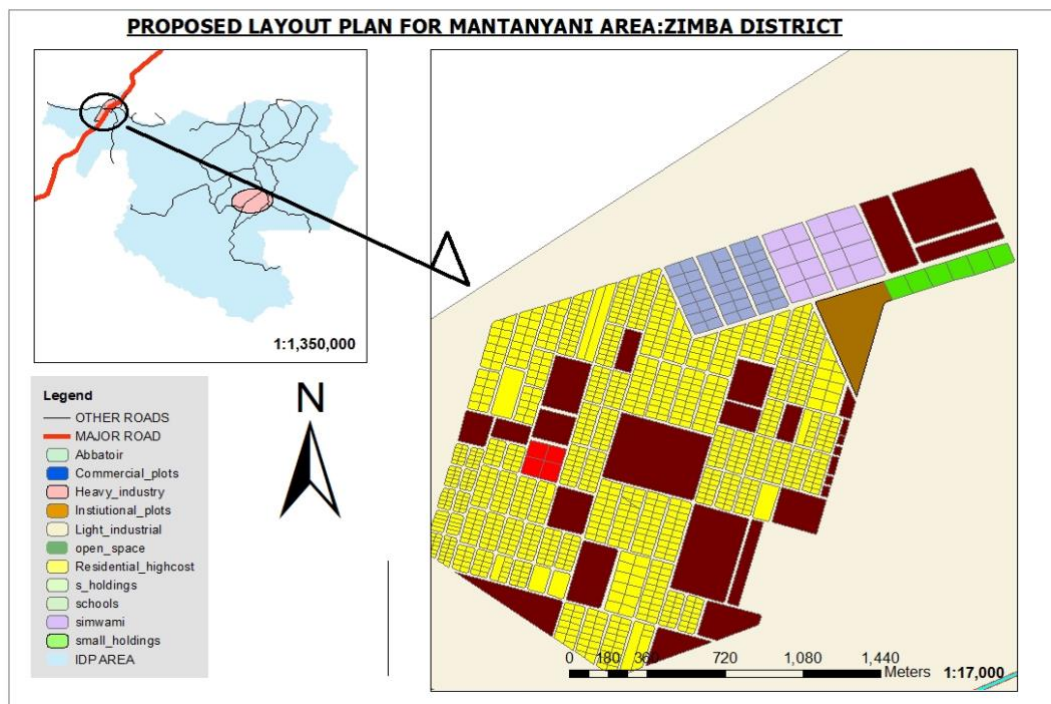 PROPOSED LAYOUT PLAN FOR MANTANYANI AREA:ZIMBA DISTRICT
1:1,350,000
Legend
OTHER ROADS
MAJOR ROAD
Abbatoir
Commercial_plots
Heavy_industry
Instiutional_plots
Light_industrial
open_space
Residential_highcost
s_holdings
schools
simwami
small_holdings
IDP AREA
N
0 180 360 720 1,080 1,440
Meters 1:17,000